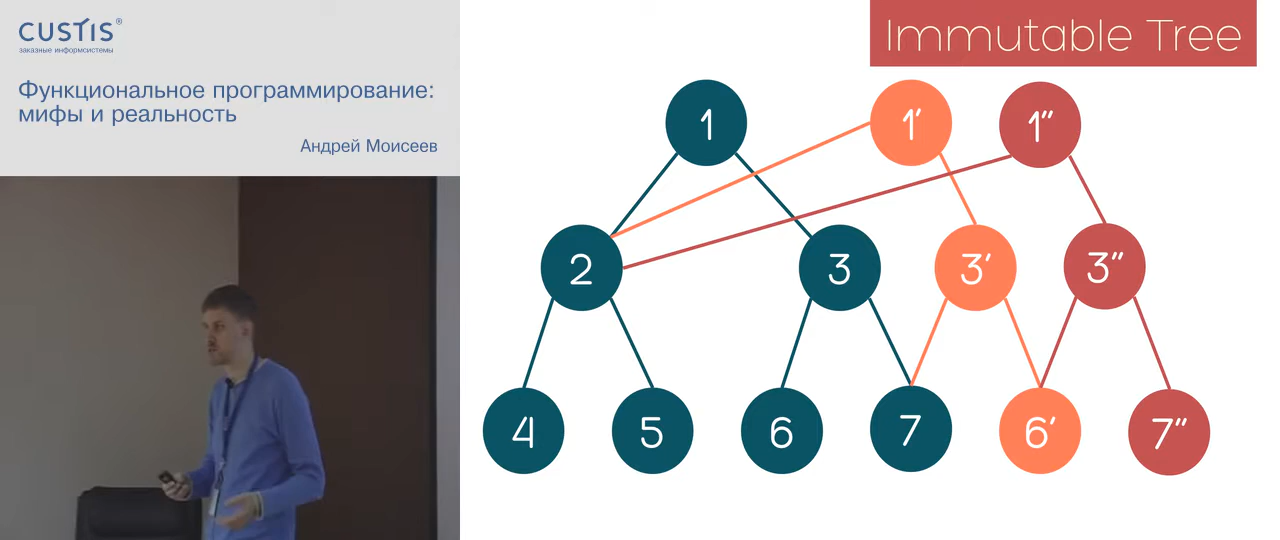 CUSTIS®
заказные информсистемы
Функциональное программирование:
мифы и реальность
Андрей Моисеев
Immutable Tree
1 1′ 1″
2 3 3′ 3″
4 5 6 7 6′ 7″